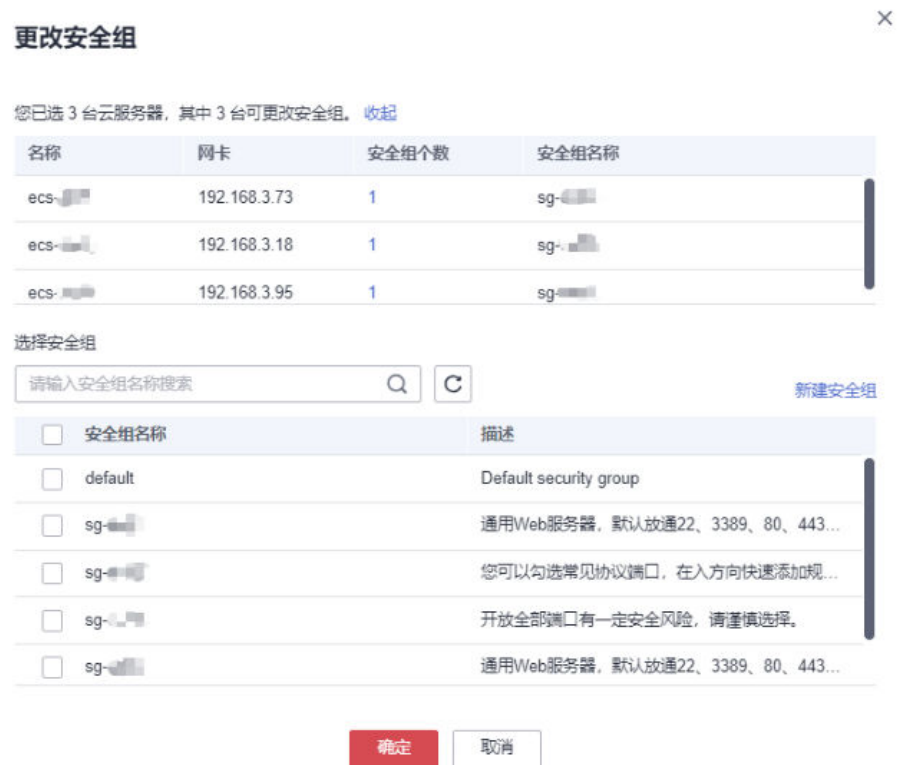 更改安全组
您已选 3 台云服务器，其中 3 台可更改安全组。 收起
名称 网卡 安全组个数 安全组名称
ecs- 192.168.3.73 1 sg-
ecs- 192.168.3.18 1 sg-
ecs- 192.168.3.95 1 sg-
选择安全组
请输入安全组名称搜索
新建安全组
安全组名称 描述
default Default security group
sg- 通用Web服务器，默认放通22、3389、80、443...
sg- 您可以勾选常见协议端口，在入方向快速添加规...
sg- 开放全部端口有一定安全风险，请谨慎选择。
sg- 通用Web服务器，默认放通22、3389、80、443...
确定 取消